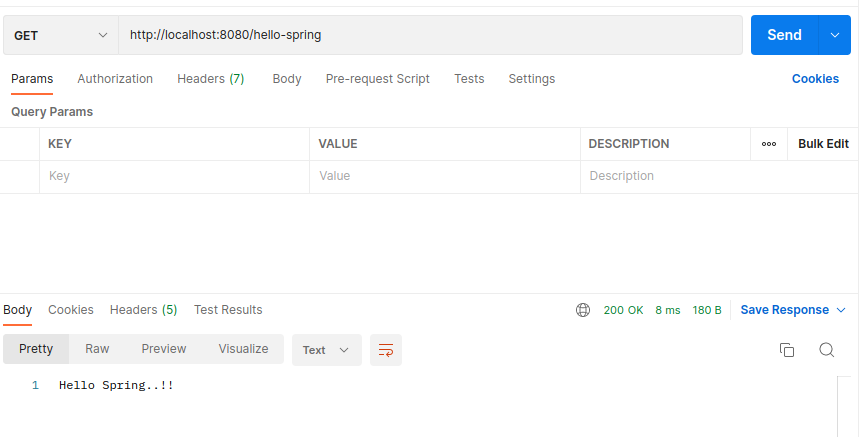 GET http://localhost:8080/hello-spring Send
Params Authorization Headers (7) Body Pre-request Script Tests Settings Cookies
Query Params
KEY VALUE DESCRIPTION ooo Bulk Edit
Key Value Description
Body Cookies Headers (5) Test Results 200 OK 8 ms 180 B Save Response
Pretty Raw Preview Visualize Text
1 Hello Spring..!!